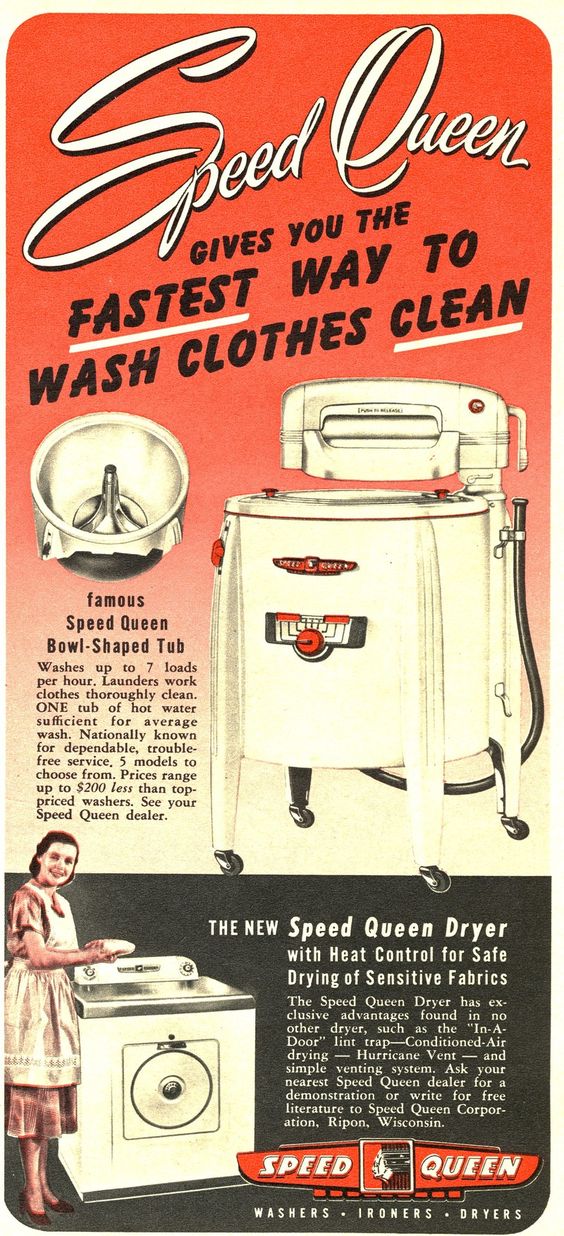 Speed Queen
GIVES YOU THE
FASTEST WAY TO
WASH CLOTHES CLEAN
[PUSH TO RELEASE]
SPEED QUEEN
famous
Speed Queen
Bowl-Shaped Tub
Washes up to 7 loads
per hour. Launders work
clothes thoroughly clean.
ONE tub of hot water
sufficient for average
wash. Nationally known
for dependable, trouble-
free service. 5 models to
choose from. Prices range
up to $200 less than top-
priced washers. See your
Speed Queen dealer.
THE NEW Speed Queen Dryer
with Heat Control for Safe
Drying of Sensitive Fabrics
The Speed Queen Dryer has ex-
clusive advantages found in no
other dryer, such as the "In-A-
Door" lint trap—Conditioned-Air
drying — Hurricane Vent — and
simple venting system. Ask your
nearest Speed Queen dealer for a
demonstration or write for free
literature to Speed Queen Corpor-
ation, Ripon, Wisconsin.
SPEED QUEEN
WASHERS • IRONERS • DRYERS